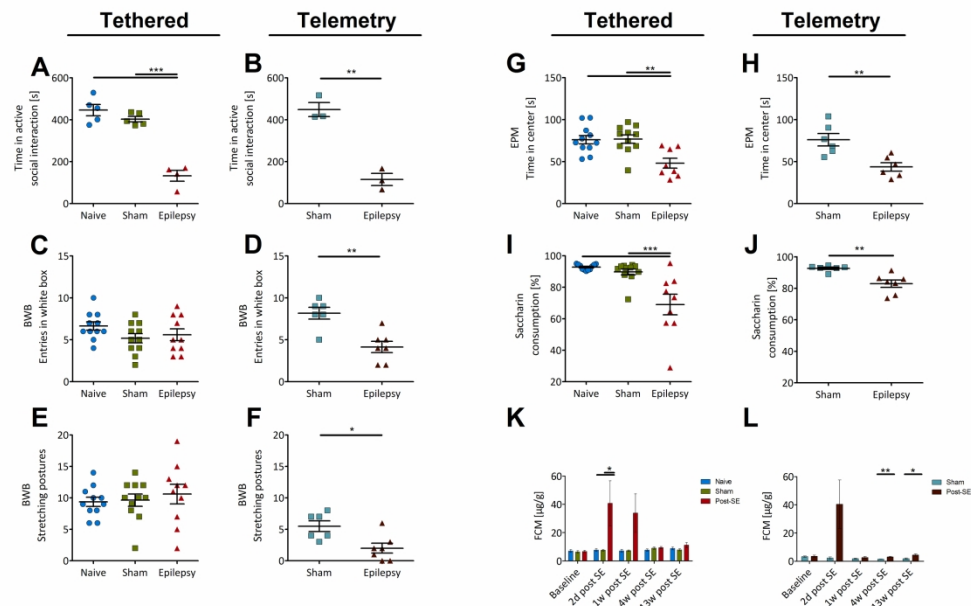 Tethered
Telemetry
Tethered
Telemetry
A
***
Time in active
social interaction [s]
600
400
200
0
Naive Sham Epilepsy
B
**
Time in active
social interaction [s]
600
400
200
0
Sham Epilepsy
G
**
EPM
Time in center [s]
150
100
50
0
Naive Sham Epilepsy
H
**
EPM
Time in center [s]
150
100
50
0
Sham Epilepsy
C
BWB
Entries in white box
15
10
5
0
Naive Sham Epilepsy
D
**
BWB
Entries in white box
15
10
5
0
Sham Epilepsy
I
***
Saccharin
consumption [%]
100
80
60
40
20
Naive Sham Epilepsy
J
**
Saccharin
consumption [%]
100
80
60
40
20
Sham Epilepsy
E
BWB
Stretching postures
20
15
10
5
0
Naive Sham Epilepsy
F
*
BWB
Stretching postures
20
15
10
5
0
Sham Epilepsy
K
*
Naive
Sham
Post-SE
FCM [µg/g]
60
40
20
0
Baseline
2d post SE
1w post SE
4w post SE
13w post SE
L
**
*
Sham
Post-SE
FCM [µg/g]
60
40
20
0
Baseline
2d post SE
1w post SE
4w post SE
13w post SE